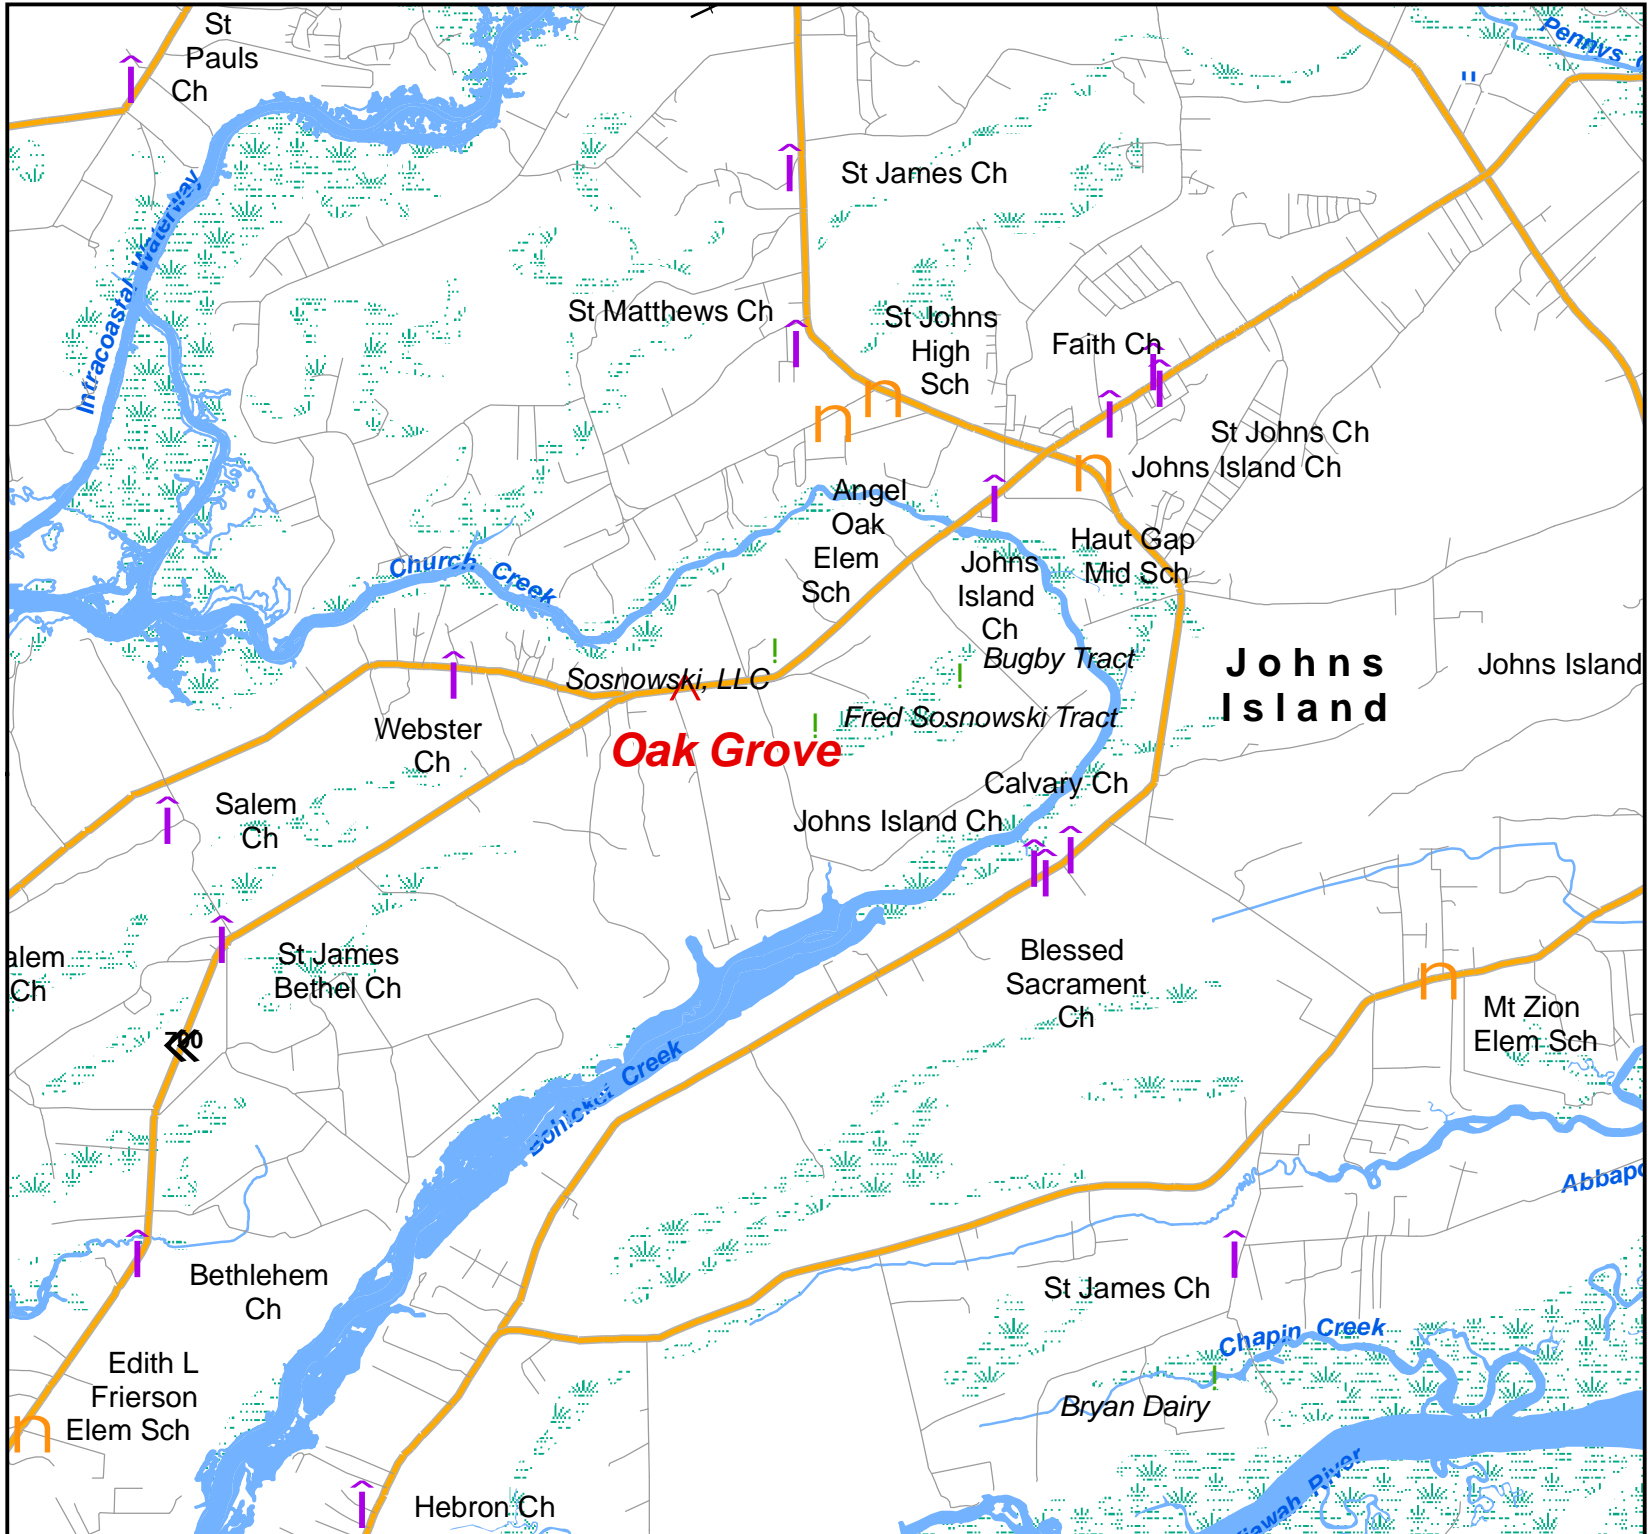 St
Pauls
Ch
Pennys
Intracoastal Waterway
St James Ch
St Matthews Ch
St Johns
High
Sch
Faith Ch
St Johns Ch
Johns Island Ch
Angel
Oak
Elem
Sch
Haut Gap
Mid Sch
Johns
Island
Ch
Church Creek
Bugby Tract
Johns
Island
Johns Island
Sosnowski, LLC
Fred Sosnowski Tract
Oak Grove
Webster
Ch
Calvary Ch
Salem
Ch
Johns Island Ch
St James
Bethel Ch
alem
Ch
Blessed
Sacrament
Ch
Mt Zion
Elem Sch
700
Bohicket Creek
Abbapo
Bethlehem
Ch
St James Ch
Chapin Creek
Edith L
Frierson
Elem Sch
Bryan Dairy
Hebron Ch
iawah River